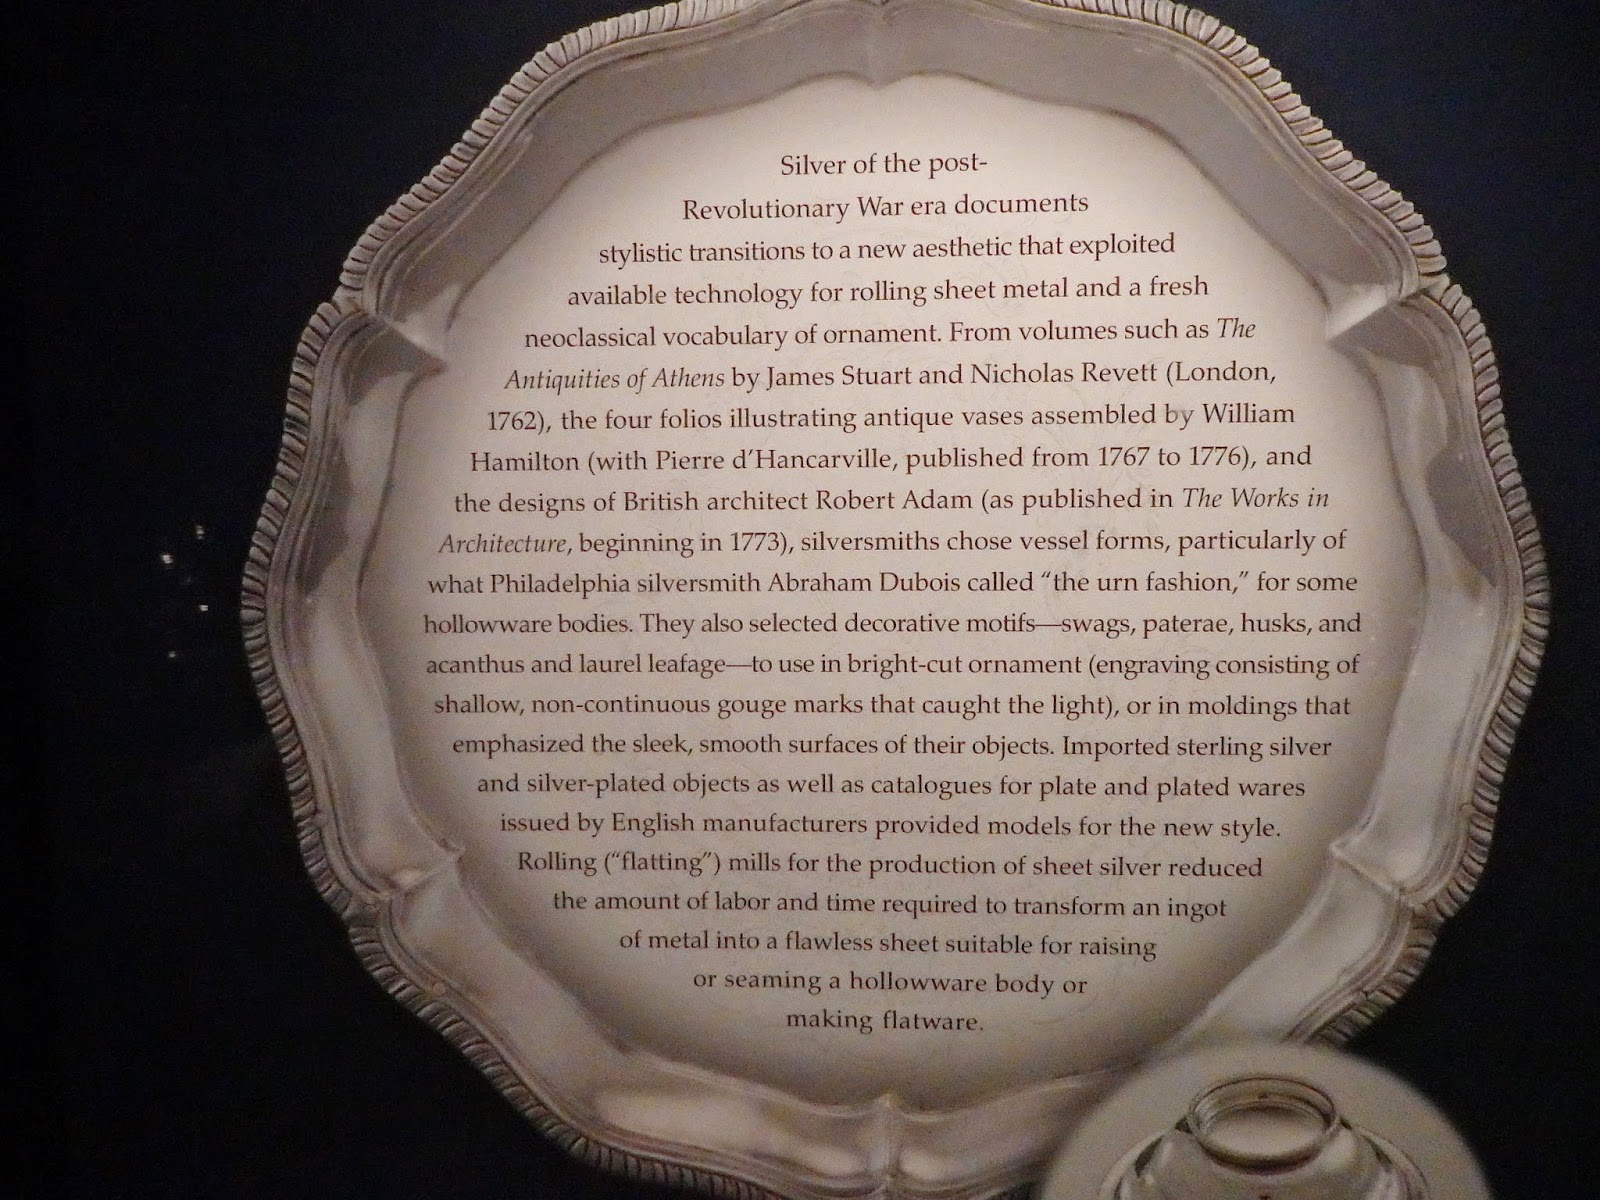 Silver of the post-
Revolutionary War era documents
stylistic transitions to a new aesthetic that exploited
available technology for rolling sheet metal and a fresh
neoclassical vocabulary of ornament. From volumes such as The
Antiquities of Athens by James Stuart and Nicholas Revett (London,
1762), the four folios illustrating antique vases assembled by William
Hamilton (with Pierre d’Hancarville, published from 1767 to 1776), and
the designs of British architect Robert Adam (as published in The Works in
Architecture, beginning in 1773), silversmiths chose vessel forms, particularly of
what Philadelphia silversmith Abraham Dubois called “the urn fashion,” for some
hollowware bodies. They also selected decorative motifs—swags, paterae, husks, and
acanthus and laurel leafage—to use in bright-cut ornament (engraving consisting of
shallow, non-continuous gouge marks that caught the light), or in moldings that
emphasized the sleek, smooth surfaces of their objects. Imported sterling silver
and silver-plated objects as well as catalogues for plate and plated wares
issued by English manufacturers provided models for the new style.
Rolling (“flatting”) mills for the production of sheet silver reduced
the amount of labor and time required to transform an ingot
of metal into a flawless sheet suitable for raising
or seaming a hollowware body or
making flatware.